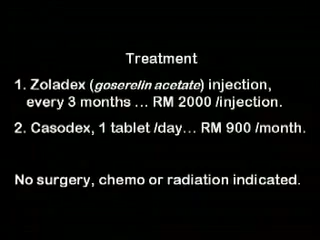 Treatment
1. Zoladex (goserelin acetate) injection,
every 3 months ... RM 2000 /injection.
2. Casodex, 1 tablet /day... RM 900 /month.
No surgery, chemo or radiation indicated.